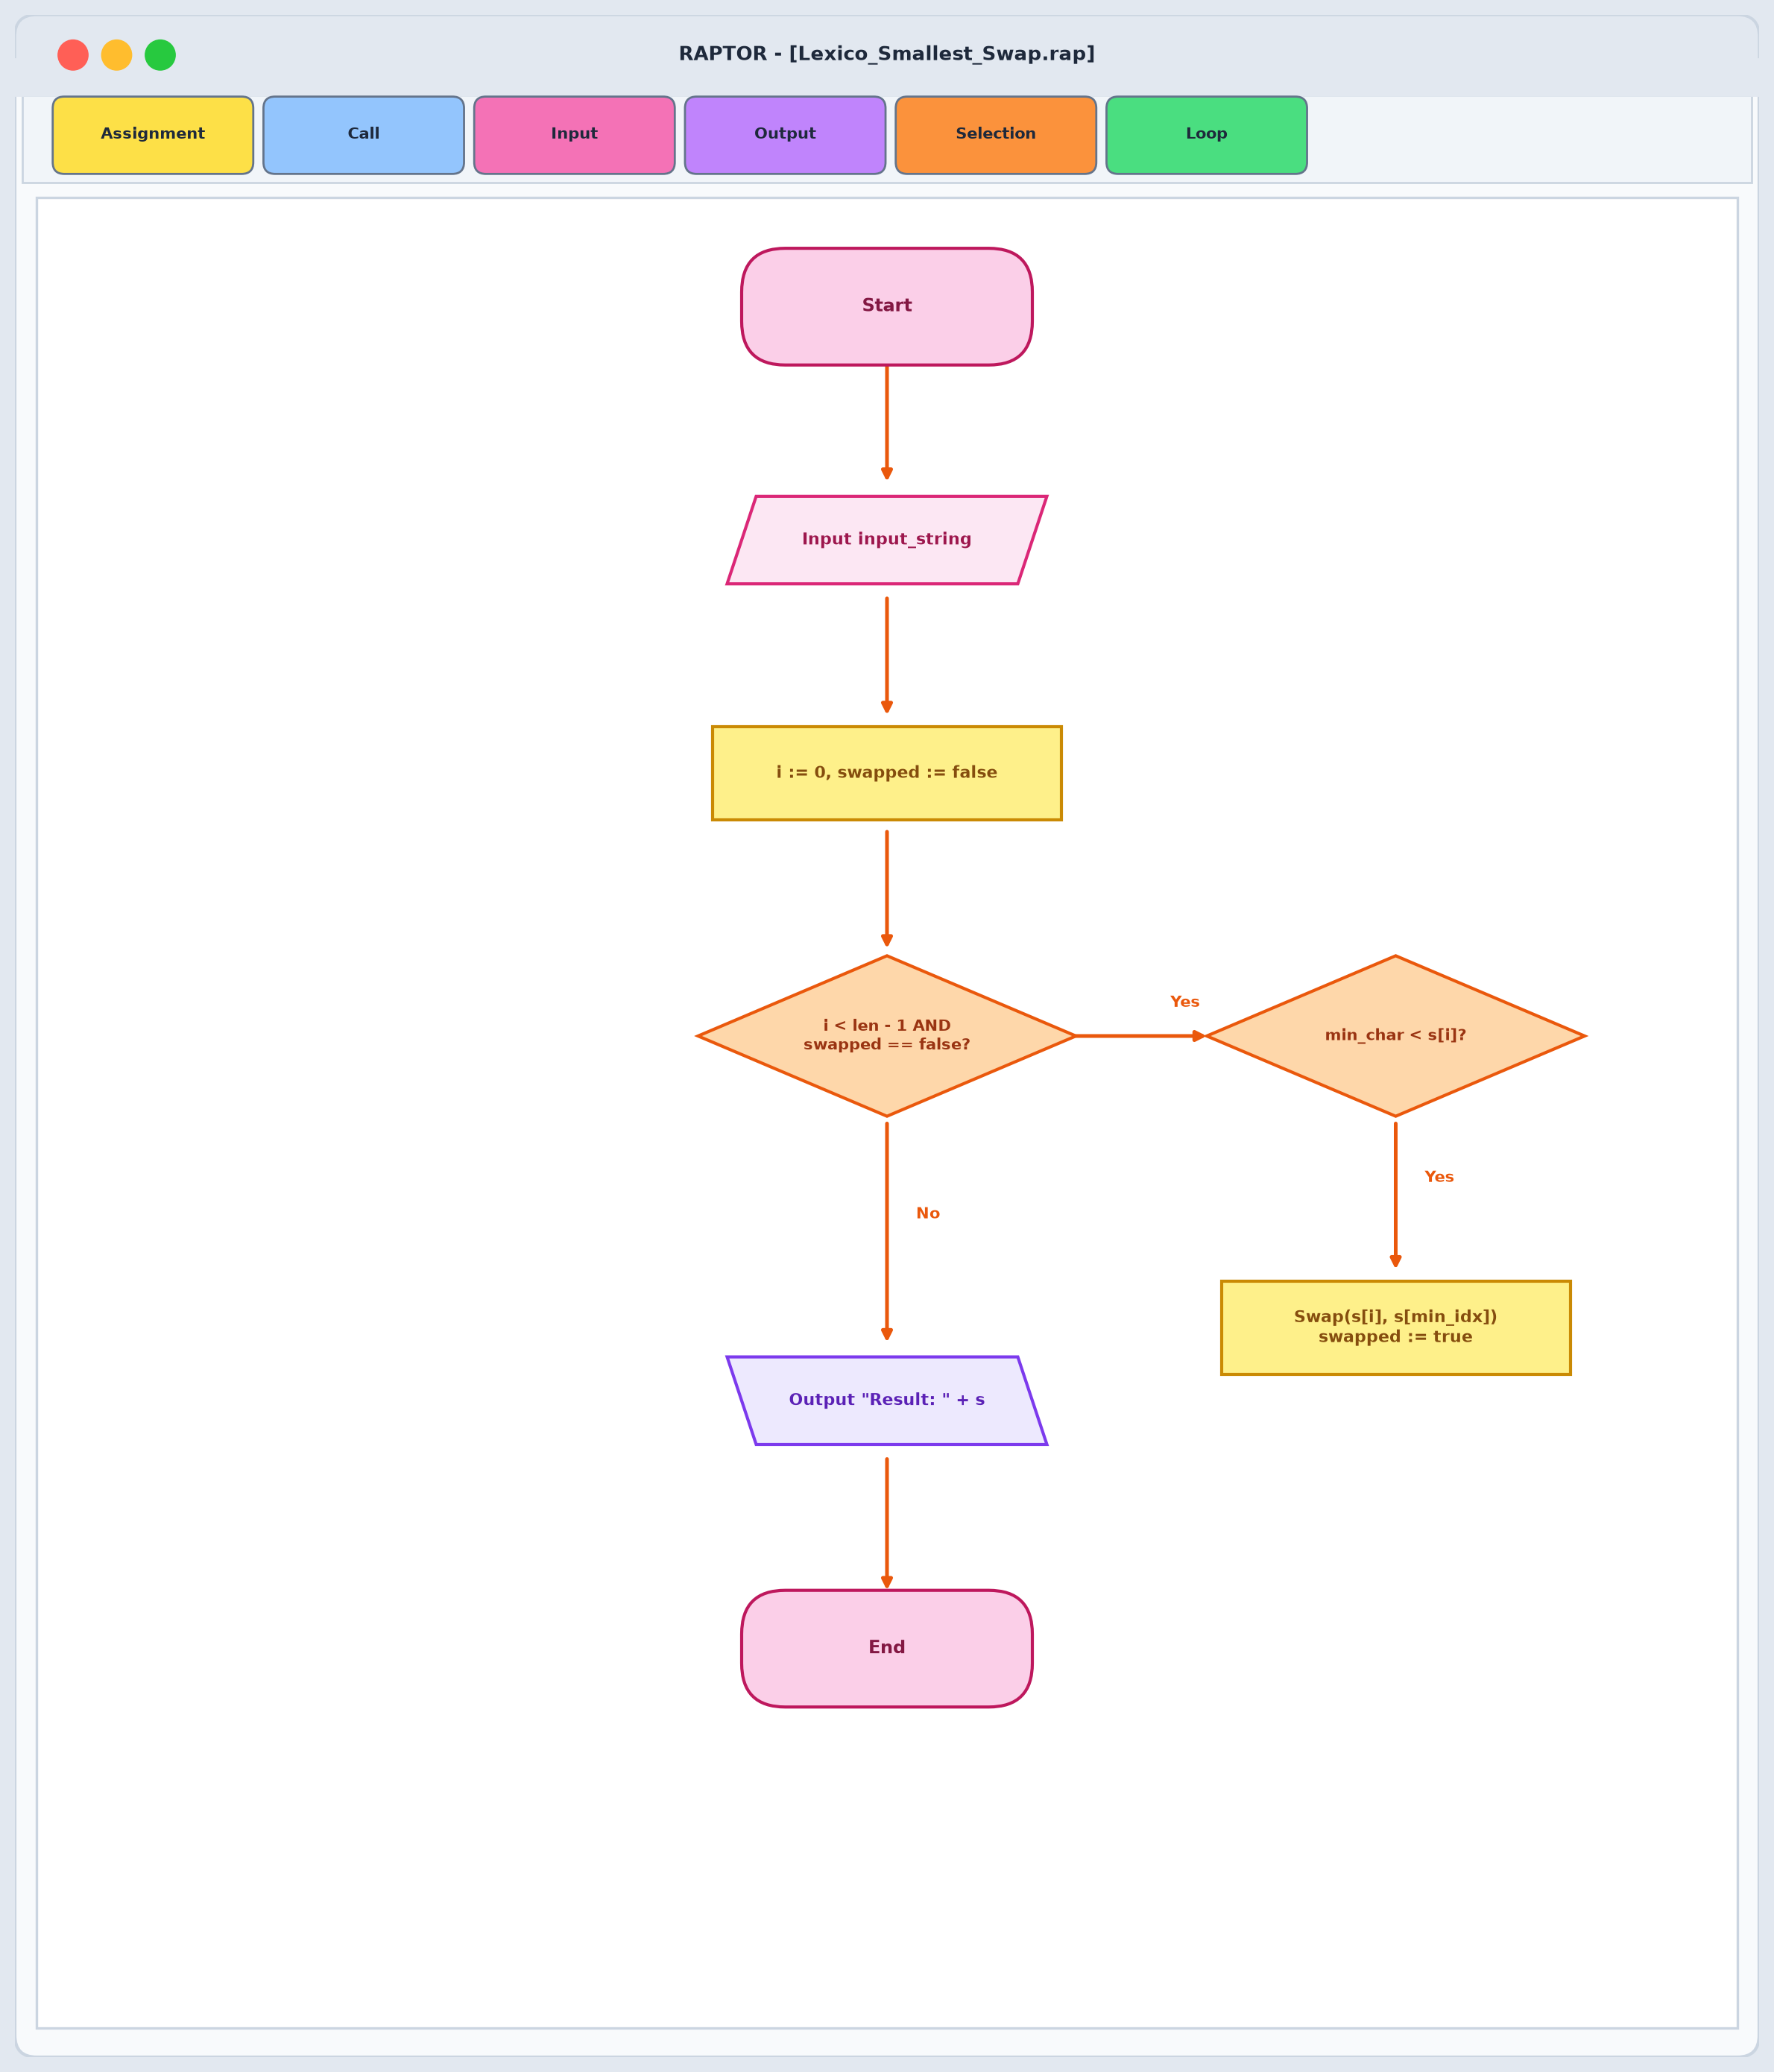 RAPTOR - [Lexico_Smallest_Swap.rap]
Assignment
Call
Input
Output
Selection
Loop
Start
Input input_string
i := 0, swapped := false
i < len - 1 AND
swapped == false?
Yes
min_char < s[i]?
Yes
No
Swap(s[i], s[min_idx])
swapped := true
Output "Result: " + s
End